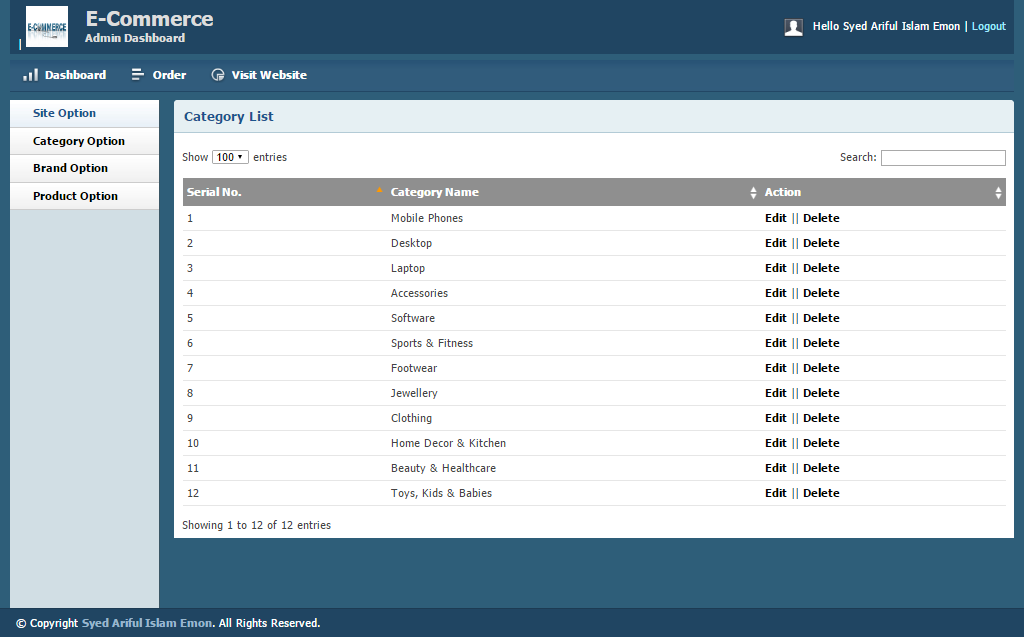 E-COMMERCE
E-Commerce
Admin Dashboard
Hello Syed Ariful Islam Emon | Logout
|
Dashboard Order Visit Website
Site Option
Category Option
Brand Option
Product Option
Category List
Show 100 entries
Search:
Serial No. Category Name Action
1 Mobile Phones Edit || Delete
2 Desktop Edit || Delete
3 Laptop Edit || Delete
4 Accessories Edit || Delete
5 Software Edit || Delete
6 Sports & Fitness Edit || Delete
7 Footwear Edit || Delete
8 Jewellery Edit || Delete
9 Clothing Edit || Delete
10 Home Decor & Kitchen Edit || Delete
11 Beauty & Healthcare Edit || Delete
12 Toys, Kids & Babies Edit || Delete
Showing 1 to 12 of 12 entries
© Copyright Syed Ariful Islam Emon. All Rights Reserved.